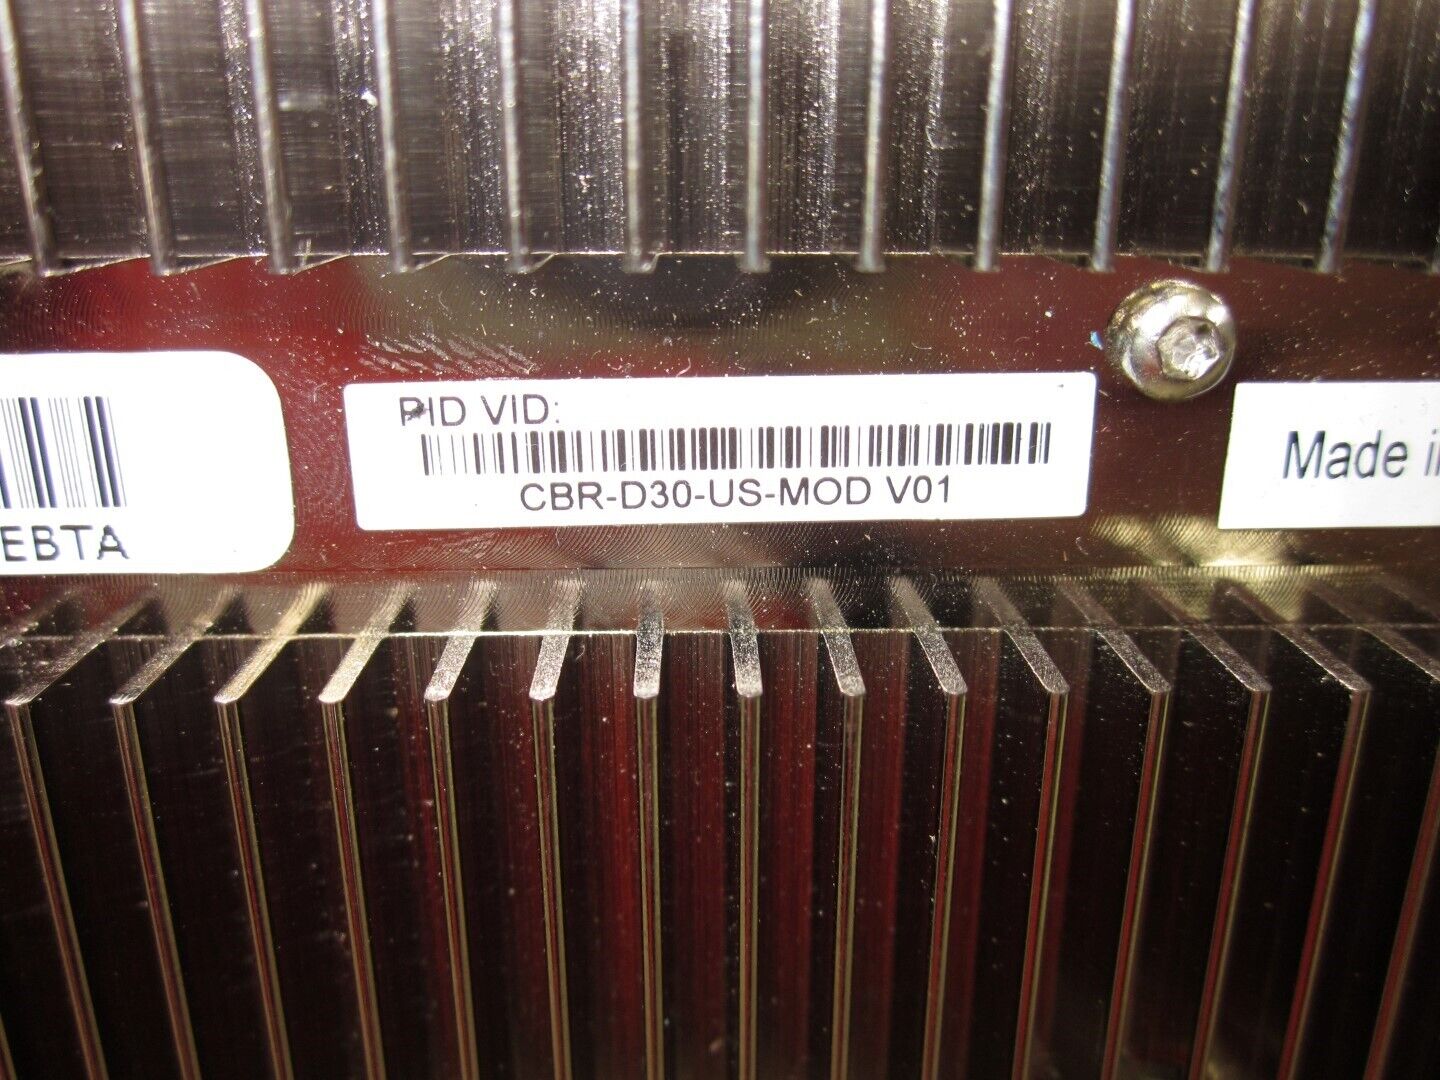 PID VID:
CBR-D30-US-MOD V01
EBTA
Made